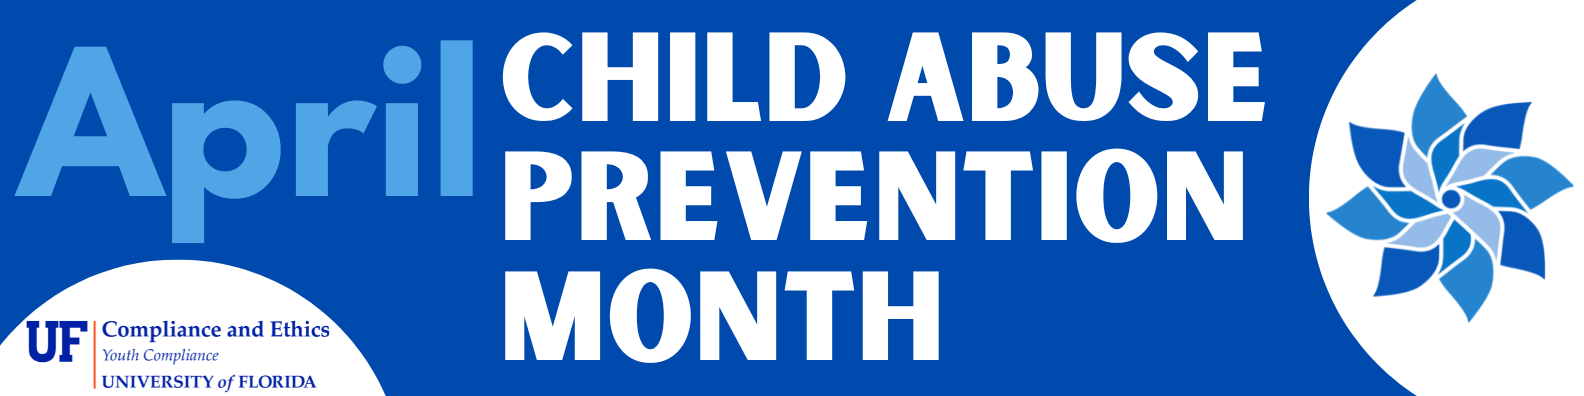 April
CHILD ABUSE
PREVENTION
MONTH
UF
Compliance and Ethics
Youth Compliance
UNIVERSITY of FLORIDA